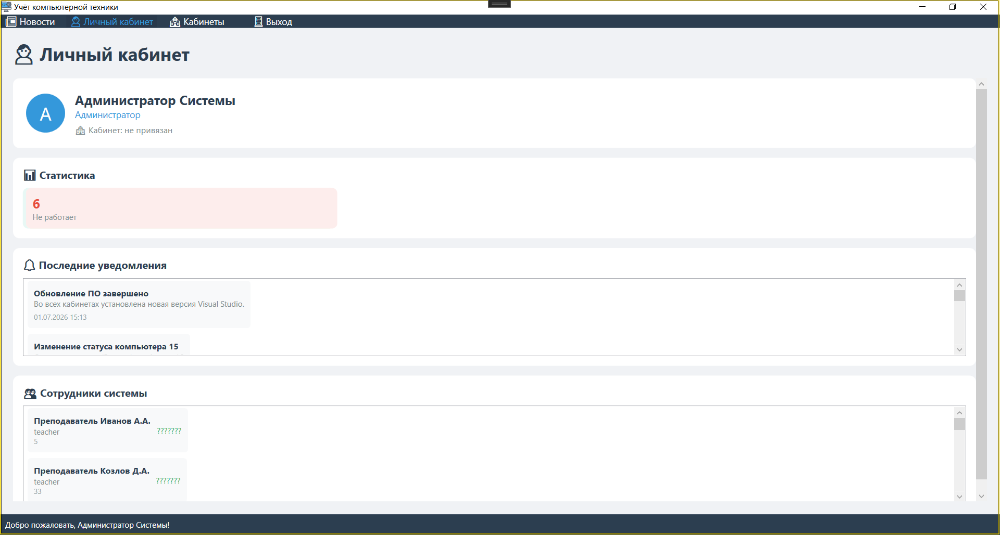 Учёт компьютерной техники
Новости Личный кабинет Кабинеты Выход
Личный кабинет
А
Администратор Системы
Администратор
Кабинет: не привязан
Статистика
6
Не работает
Последние уведомления
Обновление ПО завершено
Во всех кабинетах установлена новая версия Visual Studio.
01.07.2026 15:13
Изменение статуса компьютера 15
Сотрудники системы
Преподаватель Иванов А.А.
teacher
???????
5
Преподаватель Козлов Д.А.
teacher
???????
33
Добро пожаловать, Администратор Системы!